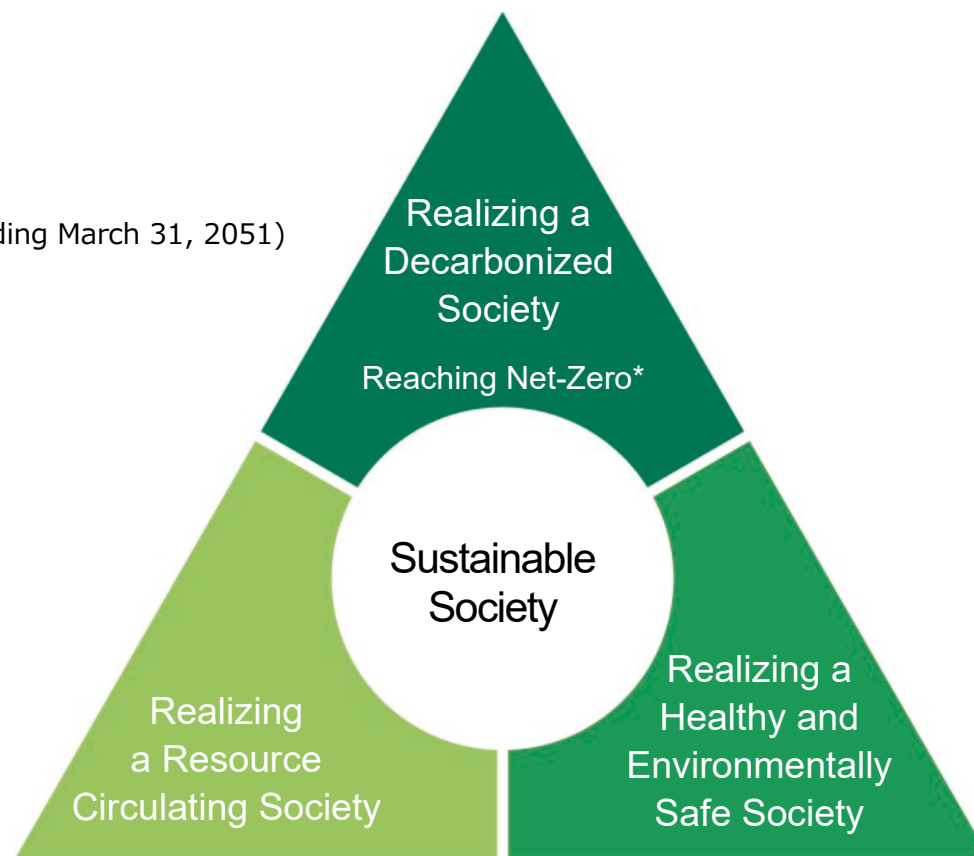 Realizing a
Decarbonized
Society
Reaching Net-Zero*
March 31, 2051)
Sustainable
Society
Realizing
a Resource
Circulating Society
Realizing a
Healthy and
Environmentally
Safe Society